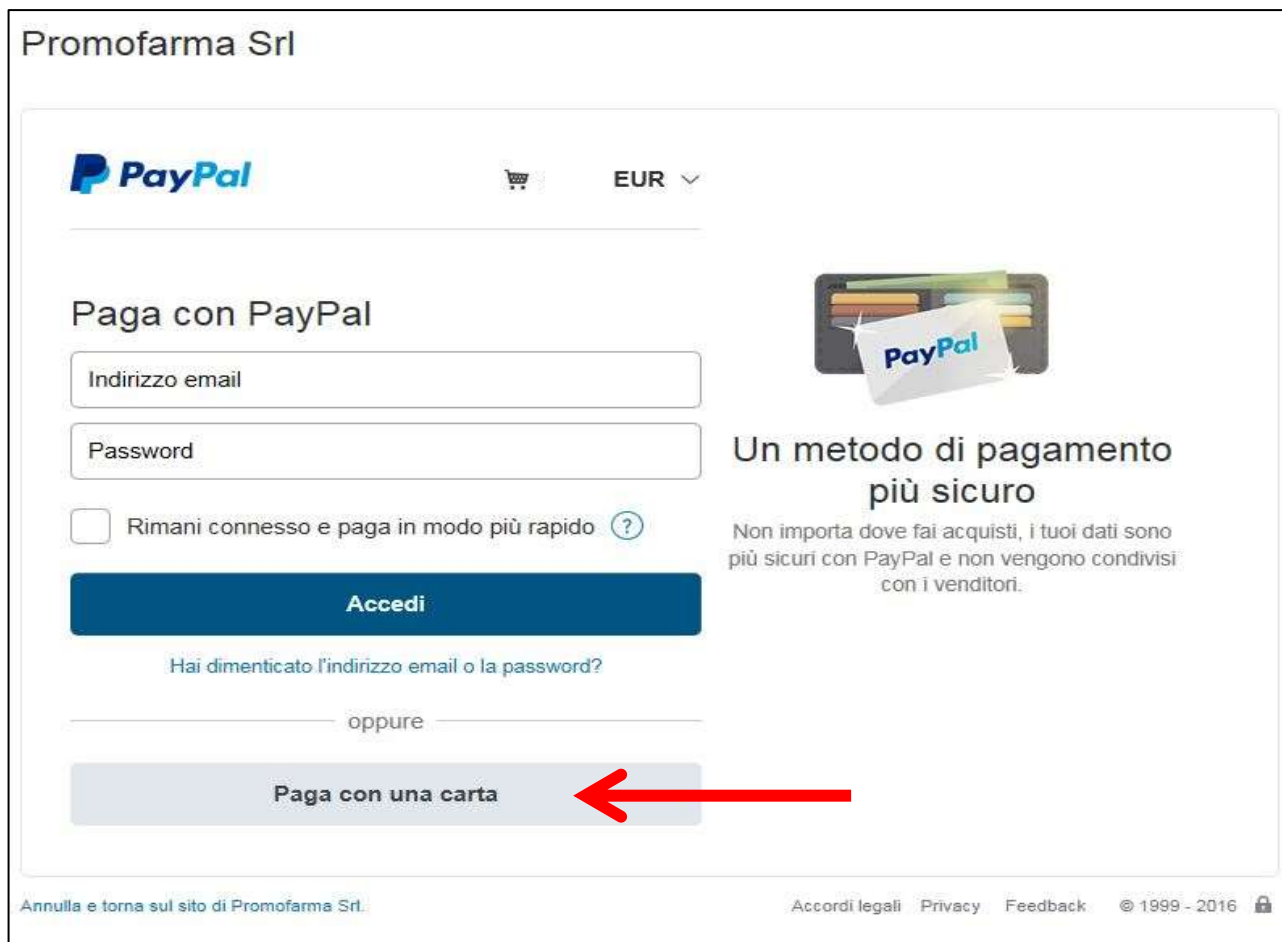 Promofarma Srl
PayPal
EUR
Paga con PayPal
Indirizzo email
Password
Rimani connesso e paga in modo più rapido ?
Accedi
Hai dimenticato l'indirizzo email o la password?
oppure
Paga con una carta
PayPal
Un metodo di pagamento
più sicuro
Non importa dove fai acquisti, i tuoi dati sono
più sicuri con PayPal e non vengono condivisi
con i venditori.
Annulla e torna sul sito di Promofarma Srl.
Accordi legali Privacy Feedback © 1999 - 2016